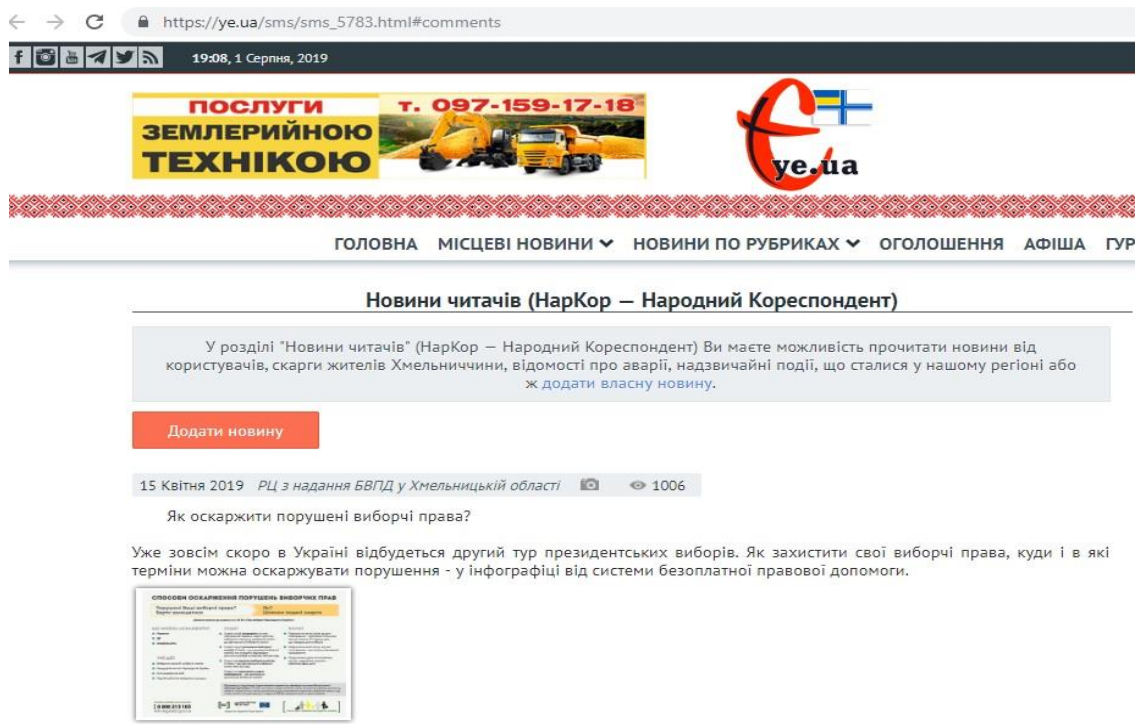 https://ye.ua/sms/sms_5783.html#comments
19:08, 1 Серпня, 2019
ПОСЛУГИ т. 097-159-17-18
ЗЕМЛЕРИЙНОЮ
ТЕХНІКОЮ
ye.ua
ГОЛОВНА МІСЦЕВІ НОВИНИ НОВИНИ ПО РУБРИКАХ ОГОЛОШЕННЯ АФІША ГУР
Новини читачів (НарКор — Народний Кореспондент)
У розділі "Новини читачів" (НарКор — Народний Кореспондент) Ви маєте можливість прочитати новини від
користувачів, скарги жителів Хмельниччини, відомості про аварії, надзвичайні події, що сталися у нашому регіоні або
ж додати власну новину.
Додати новину
15 Квітня 2019 РЦ з надання БВПД у Хмельницькій області 1006
Як оскаржити порушені виборчі права?
Уже зовсім скоро в Україні відбудеться другий тур президентських виборів. Як захистити свої виборчі права, куди і в які
терміни можна оскаржувати порушення - у інфографіці від системи безоплатної правової допомоги.
СПОСОБИ ОСКАРЖЕННЯ ПОРУШЕНЬ ВИБОРЧИХ ПРАВ